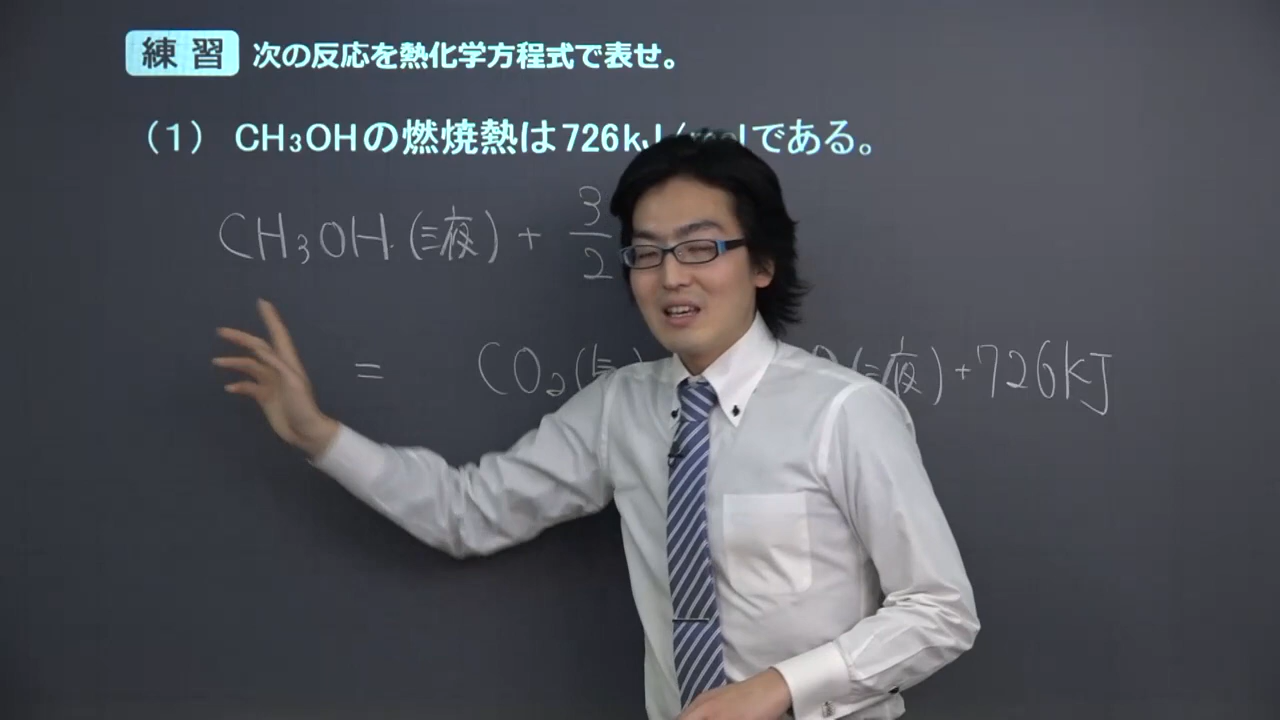 練習 次の反応を熱化学方程式で表せ。
(1) CH₃OHの燃焼熱は726kJ/molである。
CH₃OH(液) + 3/2
= CO₂(気) (液) + 726kJ